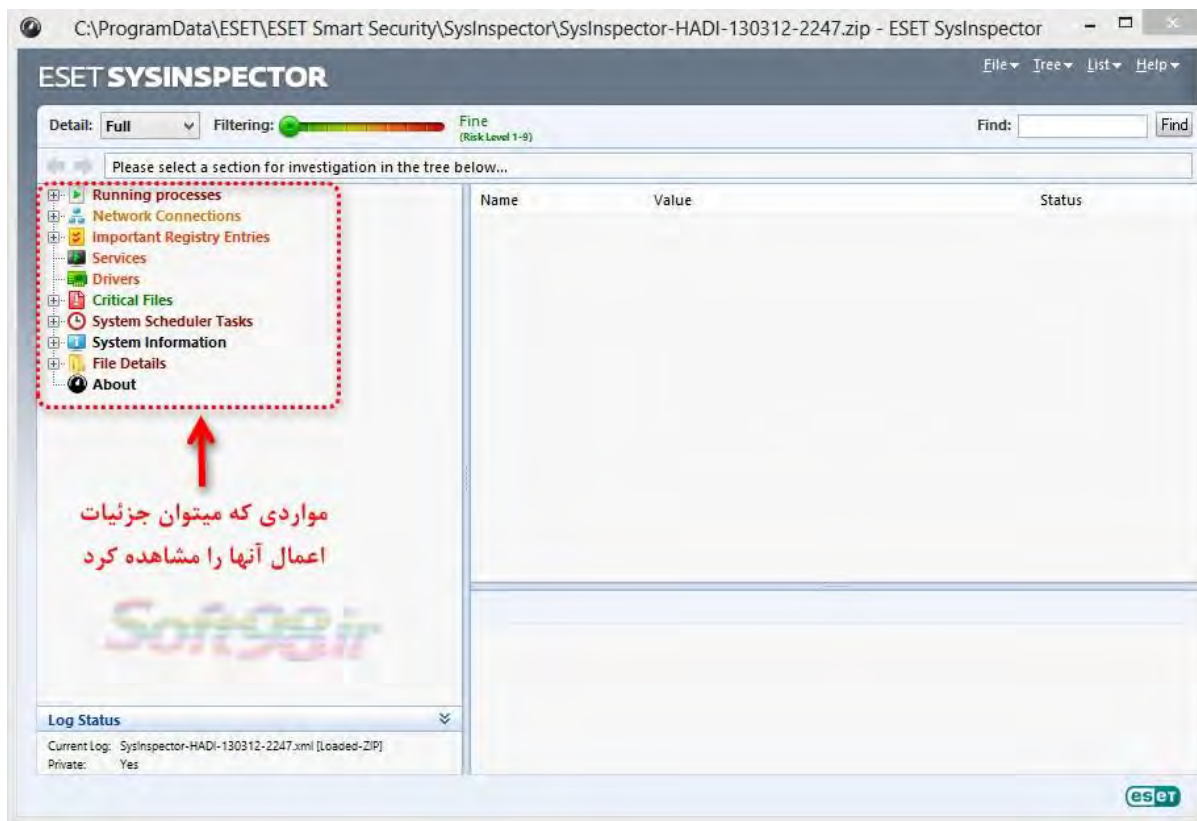 C:\ProgramData\ESET\ESET Smart Security\SysInspector\SysInspector-HADI-130312-2247.zip - ESET SysInspector
ESET SYSINSPECTOR
File Tree List Help
Detail: Full Filtering: Fine Find: Find
(Risk Level 1-9)
Please select a section for investigation in the tree below...
Running processes
Network Connections
Important Registry Entries
Services
Drivers
Critical Files
System Scheduler Tasks
System Information
File Details
About
Name Value Status
مواردی که میتوان جزئیات
اعمال آنها را مشاهده کرد
Soft98.ir
Log Status
Current Log: SysInspector-HADI-130312-2247.xml [Loaded-ZIP]
Private: Yes
eseT